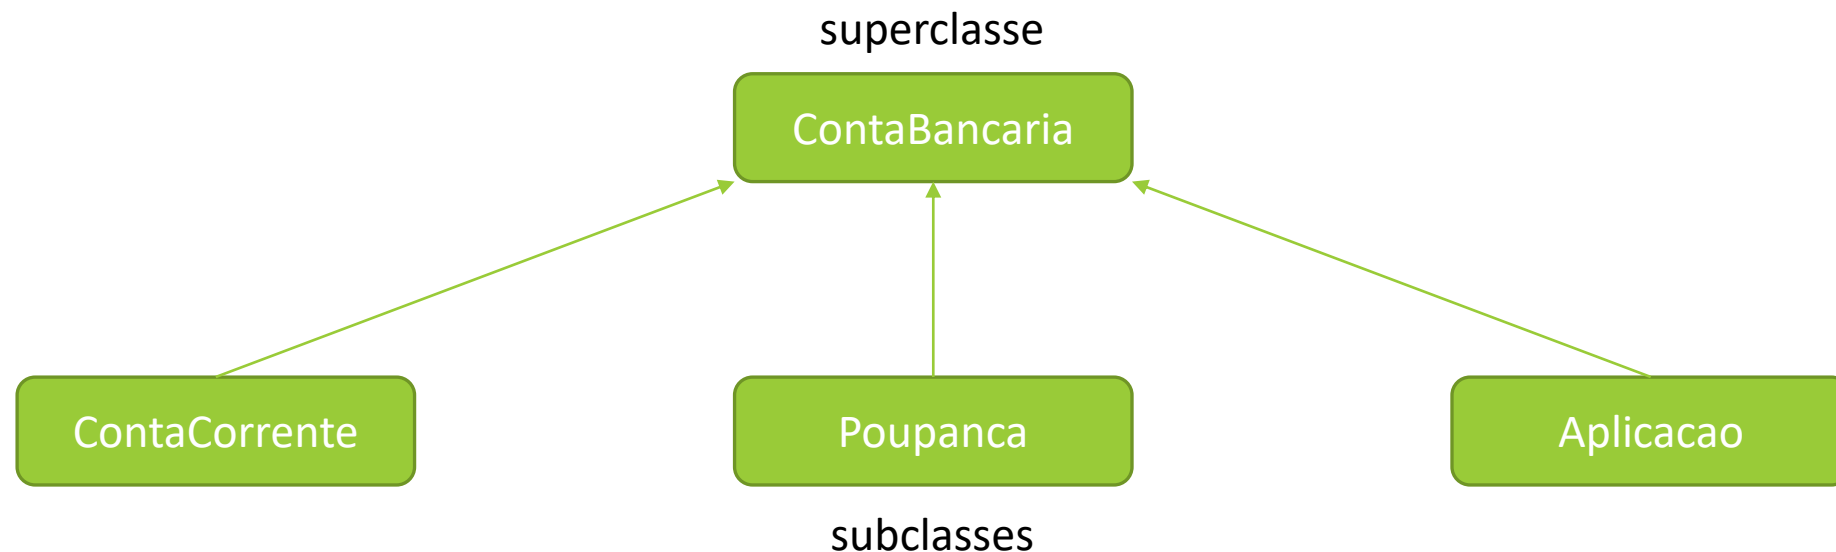 superclasse
ContaBancaria
ContaCorrente
Poupanca
Aplicacao
subclasses